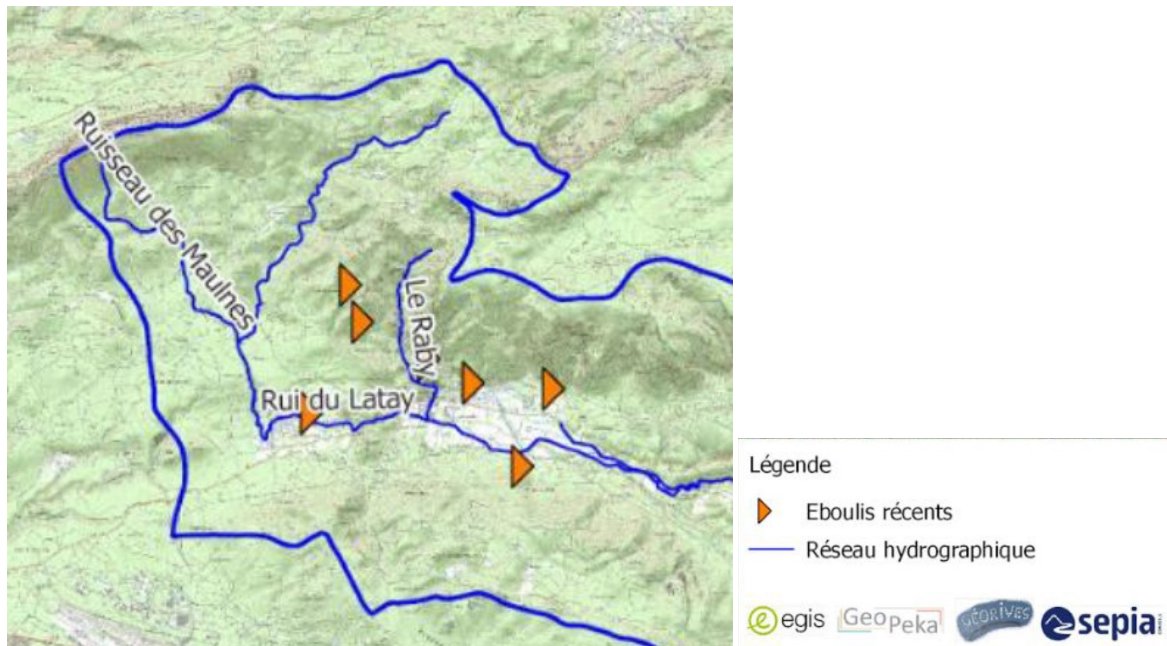 Ruisseau des Maulnes
Le Raby
Rui du Latay
Légende
Eboulis récents
Réseau hydrographique
egis
GeoPeka
GÉORIVES
sepia